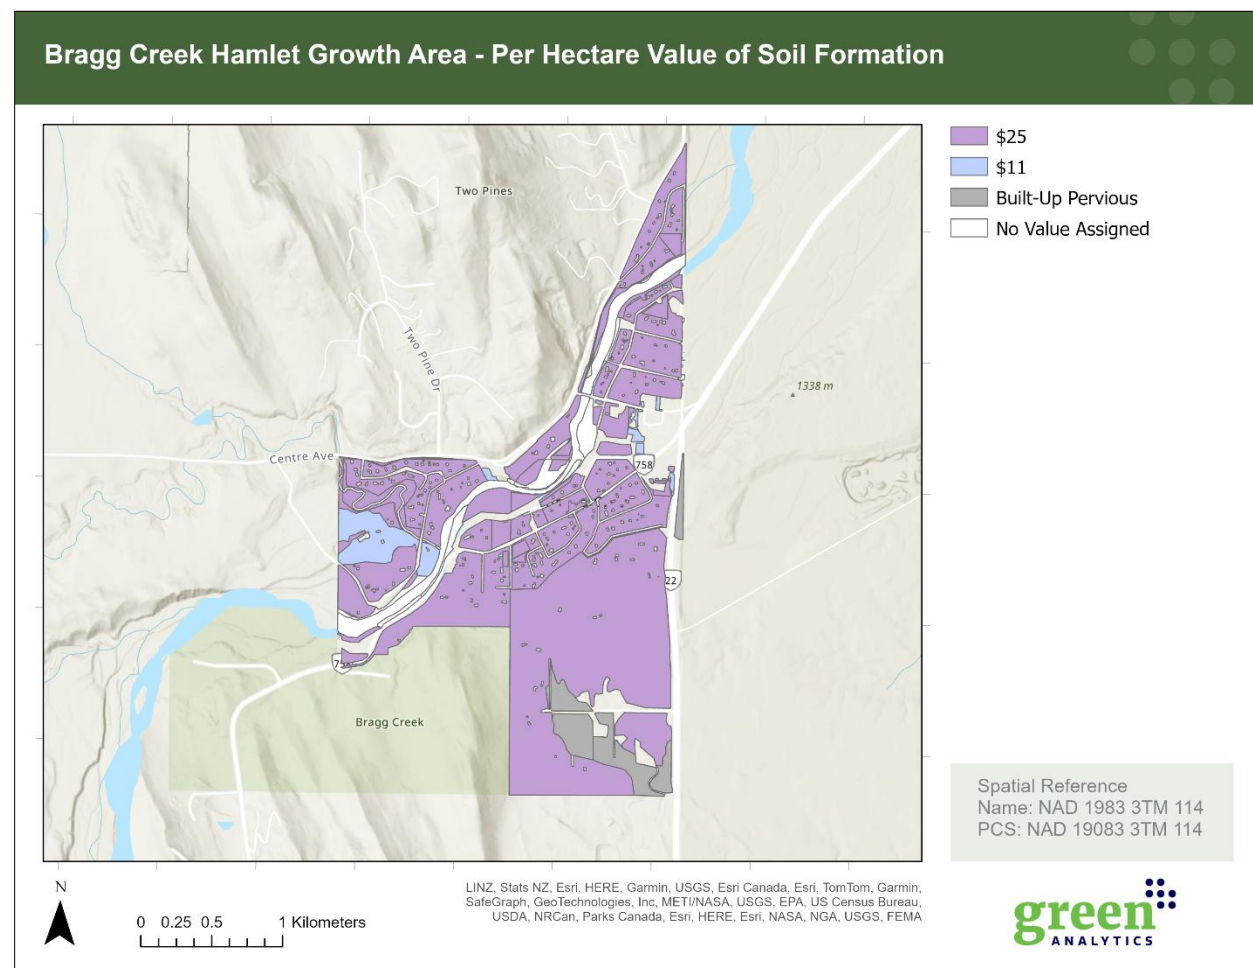 Bragg Creek Hamlet Growth Area - Per Hectare Value of Soil Formation
$25
$11
Built-Up Pervious
No Value Assigned
Two Pines
Two Pine Dr
1338 m
Centre Ave
758
22
75
Bragg Creek
Spatial Reference
Name: NAD 1983 3TM 114
PCS: NAD 19083 3TM 114
N
0 0.25 0.5 1 Kilometers
LINZ, Stats NZ, Esri, HERE, Garmin, USGS, Esri Canada, Esri, TomTom, Garmin,
SafeGraph, GeoTechnologies, Inc, METI/NASA, USGS, EPA, US Census Bureau,
USDA, NRCan, Parks Canada, Esri, HERE, Esri, NASA, NGA, USGS, FEMA
green
ANALYTICS